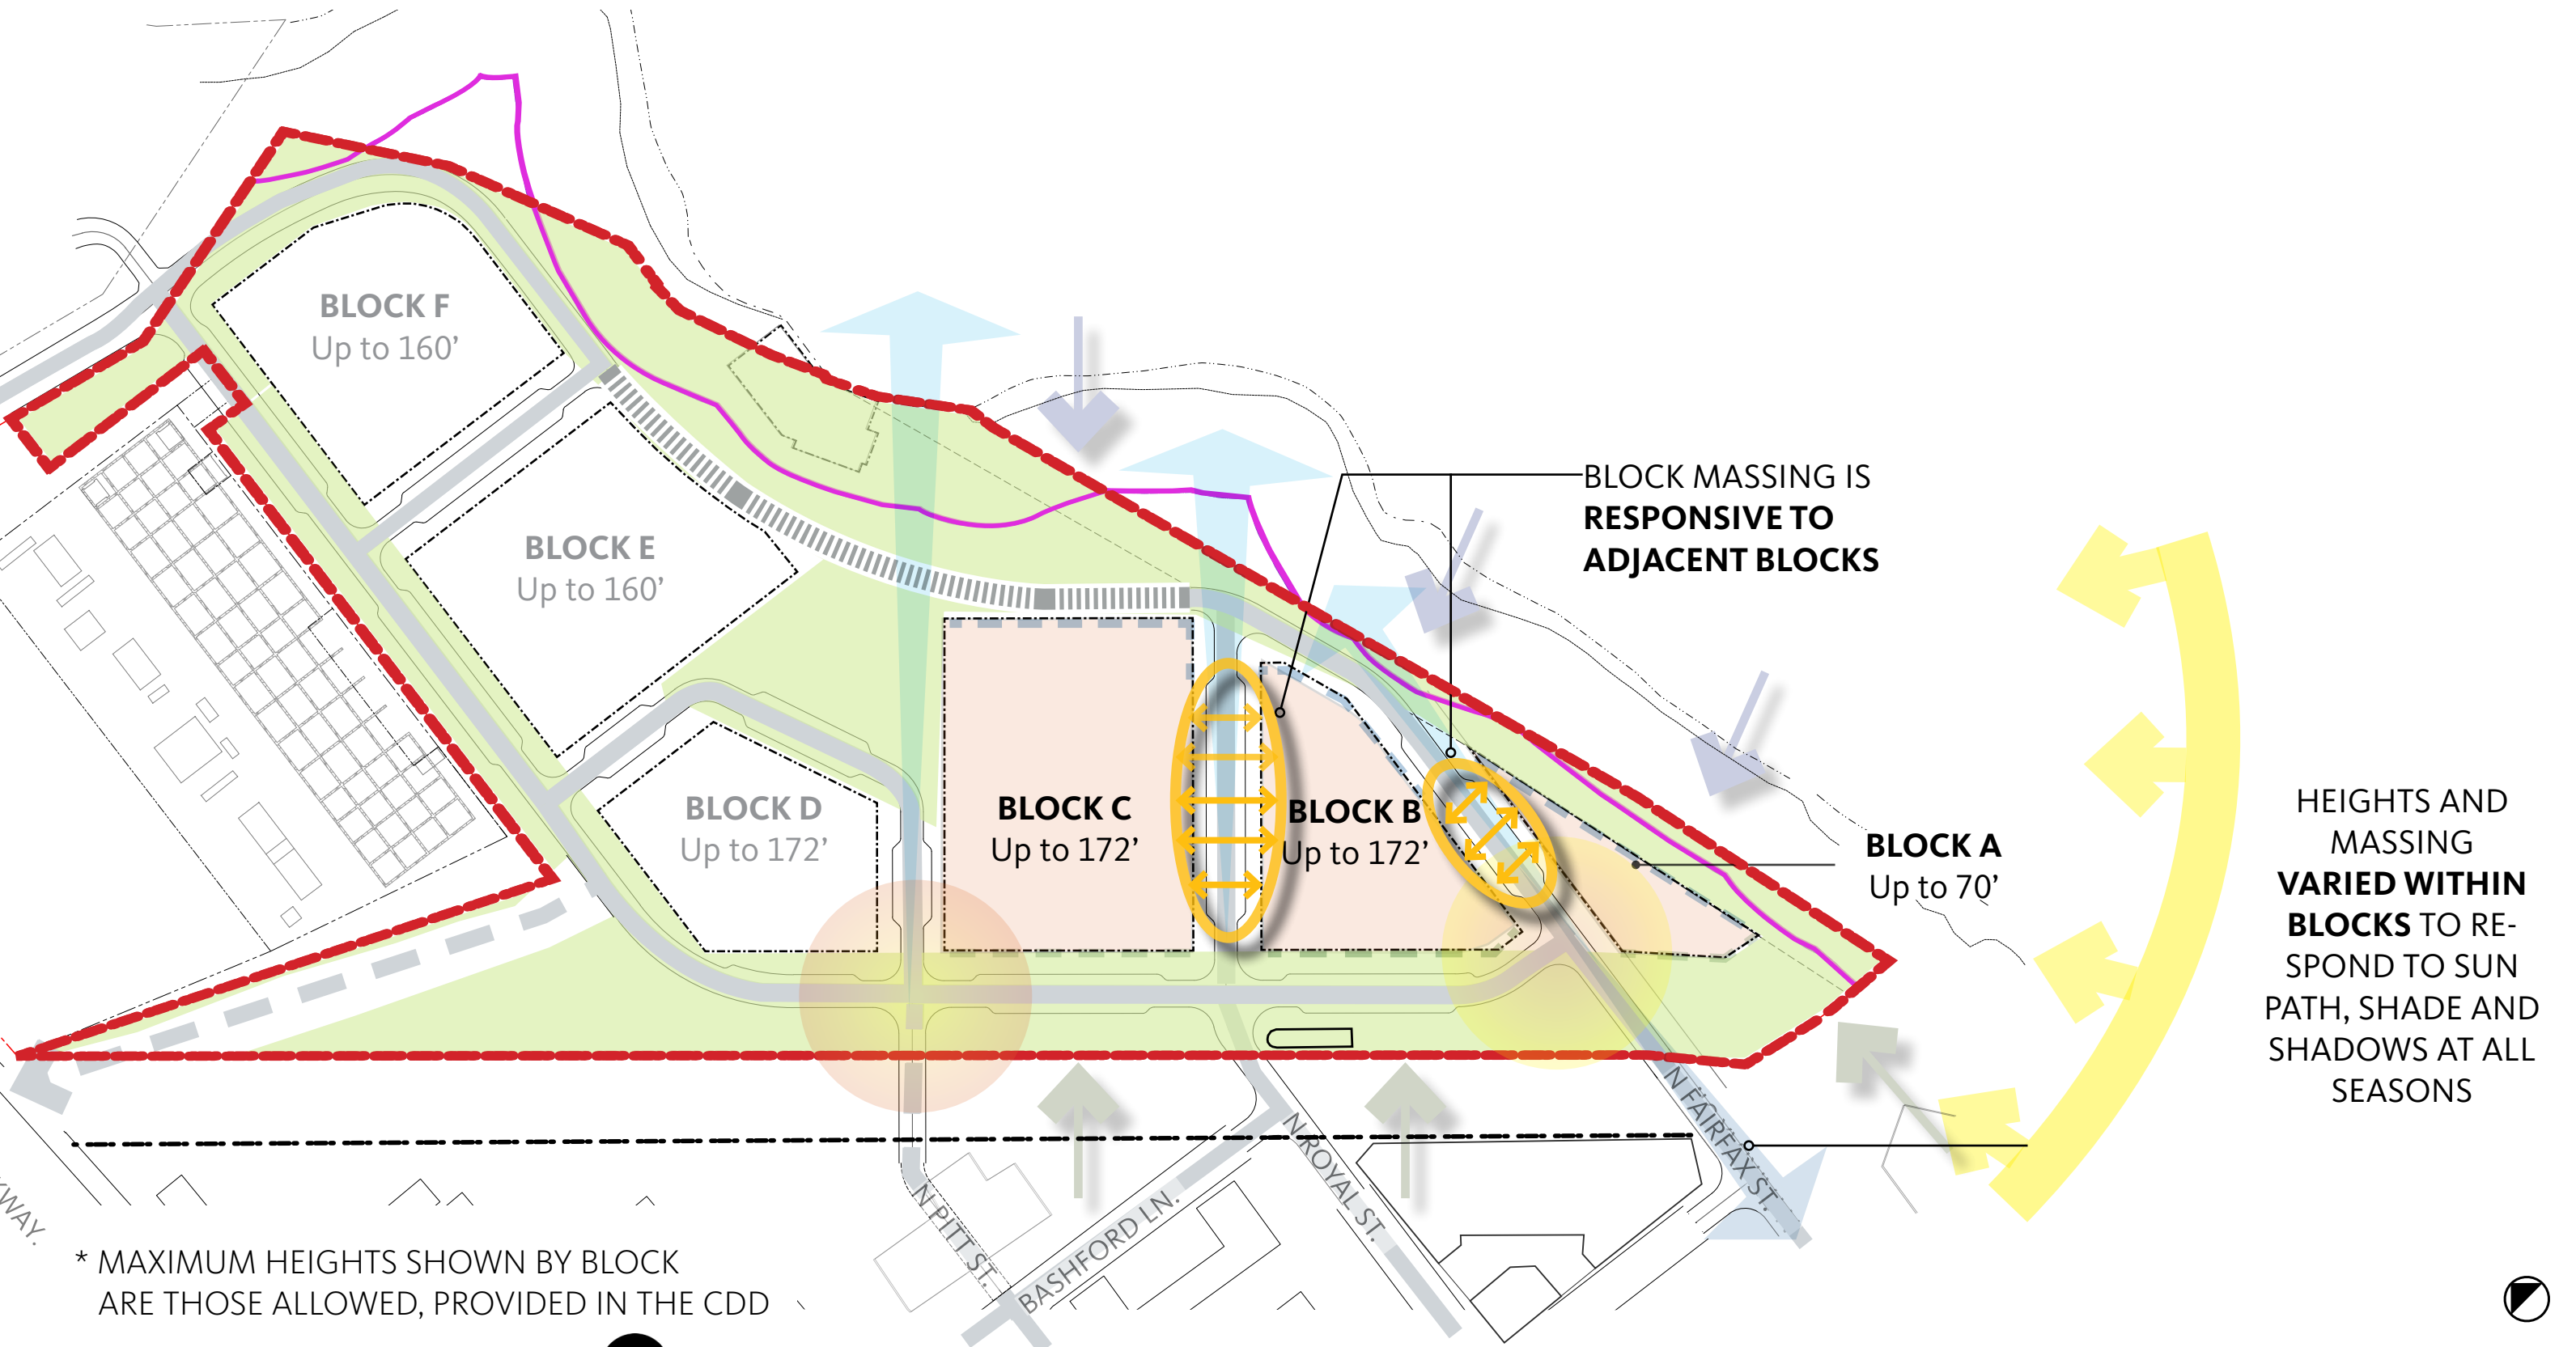 BLOCK F
Up to 160’
BLOCK MASSING IS
RESPONSIVE TO
ADJACENT BLOCKS
BLOCK E
Up to 160’
BLOCK D
Up to 172’
BLOCK C
Up to 172’
BLOCK B
Up to 172’
BLOCK A
Up to 70’
HEIGHTS AND
MASSING
VARIED WITHIN
BLOCKS TO RE-
SPOND TO SUN
PATH, SHADE AND
SHADOWS AT ALL
SEASONS
N FAIRFAX ST.
N ROYAL ST.
N PITT ST.
BASHFORD LN.
WAY.
* MAXIMUM HEIGHTS SHOWN BY BLOCK
ARE THOSE ALLOWED, PROVIDED IN THE CDD